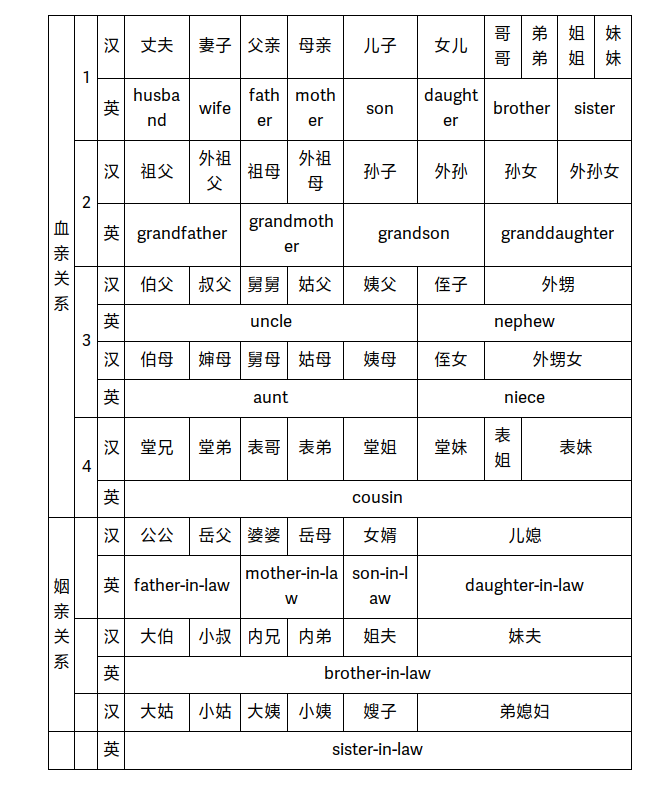 血亲关系
1
汉 丈夫 妻子 父亲 母亲 儿子 女儿 哥哥 弟弟 姐姐 妹妹
英 husband wife father mother son daughter brother sister
2
汉 祖父 外祖父 祖母 外祖母 孙子 外孙 孙女 外孙女
英 grandfather grandmother grandson granddaughter
3
汉 伯父 叔父 舅舅 姑父 姨父 侄子 外甥
英 uncle nephew
汉 伯母 婶母 舅母 姑母 姨母 侄女 外甥女
英 aunt niece
4
汉 堂兄 堂弟 表哥 表弟 堂姐 堂妹 表姐 表妹
英 cousin
姻亲关系
汉 公公 岳父 婆婆 岳母 女婿 儿媳
英 father-in-law mother-in-law son-in-law daughter-in-law
汉 大伯 小叔 内兄 内弟 姐夫 妹夫
英 brother-in-law
汉 大姑 小姑 大姨 小姨 嫂子 弟媳妇
英 sister-in-law